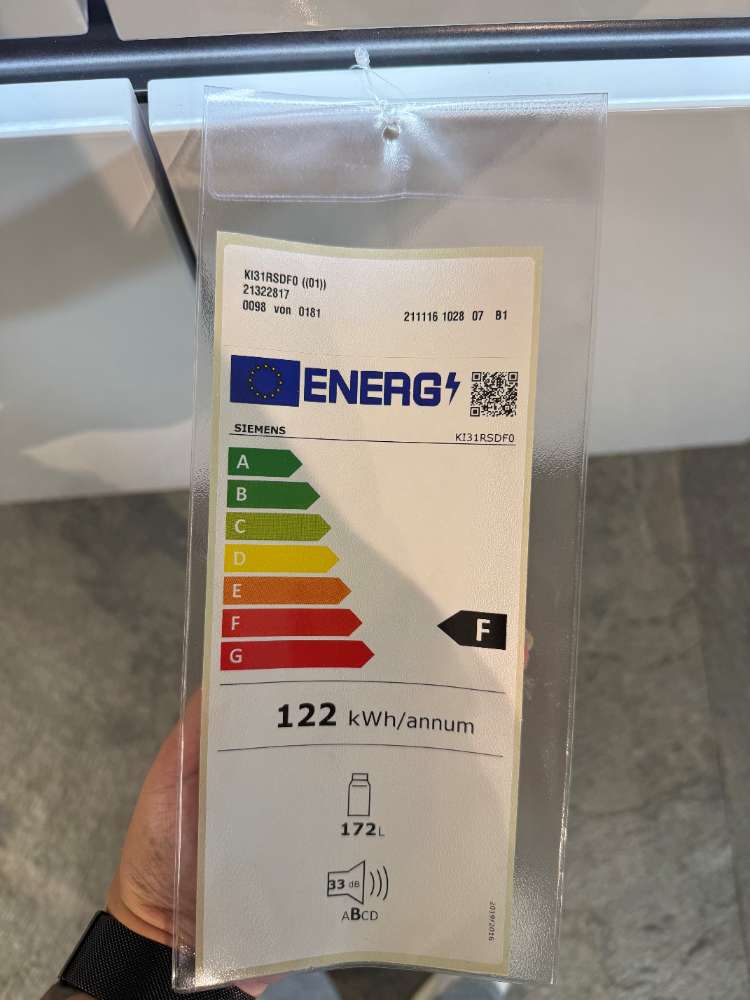 KI31RSDF0 ((01))
21322817
0098 von 0181
211116 1028 07 B1
ENERG
SIEMENS
KI31RSDF0
A
B
C
D
E
F
F
G
122 kWh/annum
172L
33 dB
ABCD
2019/2016